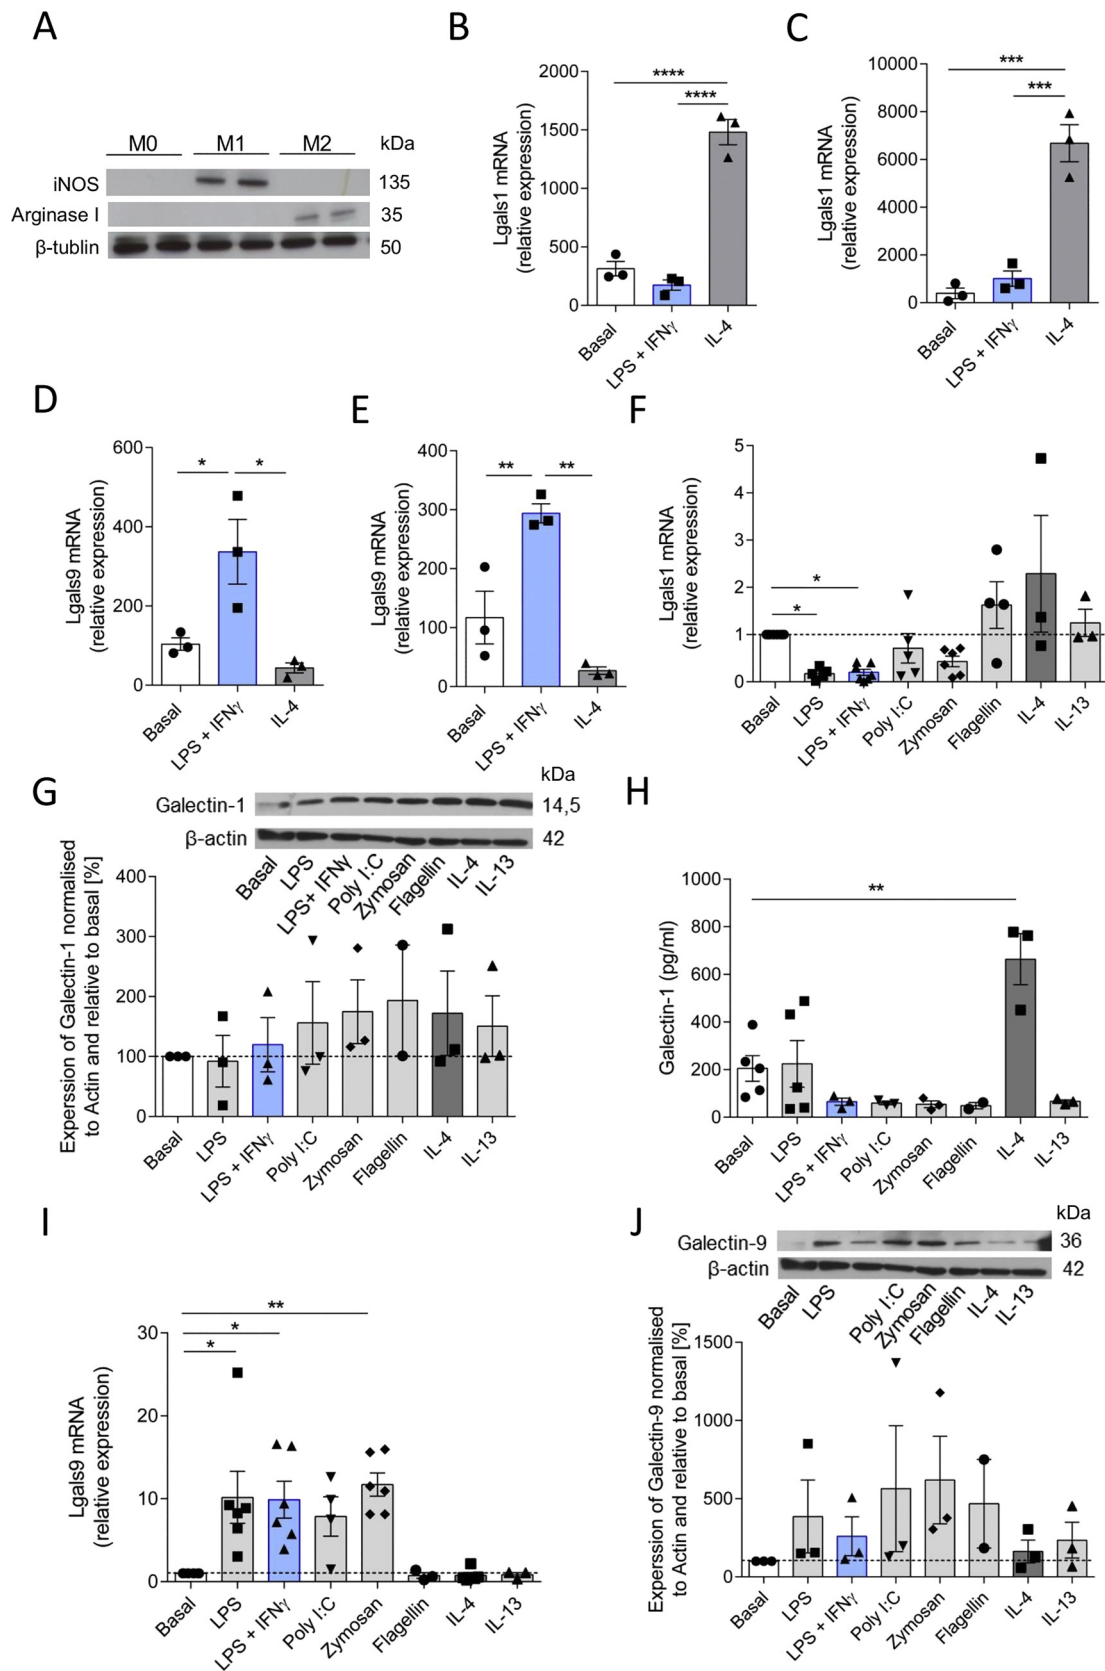 A
M0 M1 M2 kDa
iNOS 135
Arginase I 35
β-tublin 50
B
Lgals1 mRNA
(relative expression)
2000
1500
1000
500
0
****
****
Basal
LPS + IFNγ
IL-4
C
Lgals1 mRNA
(relative expression)
10000
8000
6000
4000
2000
0
***
***
Basal
LPS + IFNγ
IL-4
D
Lgals9 mRNA
(relative expression)
600
400
200
0
* *
Basal
LPS + IFNγ
IL-4
E
Lgals9 mRNA
(relative expression)
400
300
200
100
0
** **
Basal
LPS + IFNγ
IL-4
F
Lgals1 mRNA
(relative expression)
5
4
3
2
1
0
*
*
Basal
LPS
LPS + IFNγ
Poly I:C
Zymosan
Flagellin
IL-4
IL-13
G
kDa
Galectin-1 14,5
β-actin 42
Basal
LPS
LPS+ IFNγ
Poly I:C
Zymosan
Flagellin
IL-4
IL-13
Experssion of Galectin-1 normalised
to Actin and relative to basal [%]
400
300
200
100
0
Basal
LPS
LPS + IFNγ
Poly I:C
Zymosan
Flagellin
IL-4
IL-13
H
Galectin-1 (pg/ml)
1000
800
600
400
200
0
**
Basal
LPS
LPS + IFNγ
Poly I:C
Zymosan
Flagellin
IL-4
IL-13
I
Lgals9 mRNA
(relative expression)
30
20
10
0
**
*
*
Basal
LPS
LPS + IFNγ
Poly I:C
Zymosan
Flagellin
IL-4
IL-13
J
kDa
Galectin-9 36
β-actin 42
Basal
LPS
Poly I:C
Zymosan
Flagellin
IL-4
IL-13
Experssion of Galectin-9 normalised
to Actin and relative to basal [%]
1500
1000
500
0
Basal
LPS
LPS + IFNγ
Poly I:C
Zymosan
Flagellin
IL-4
IL-13